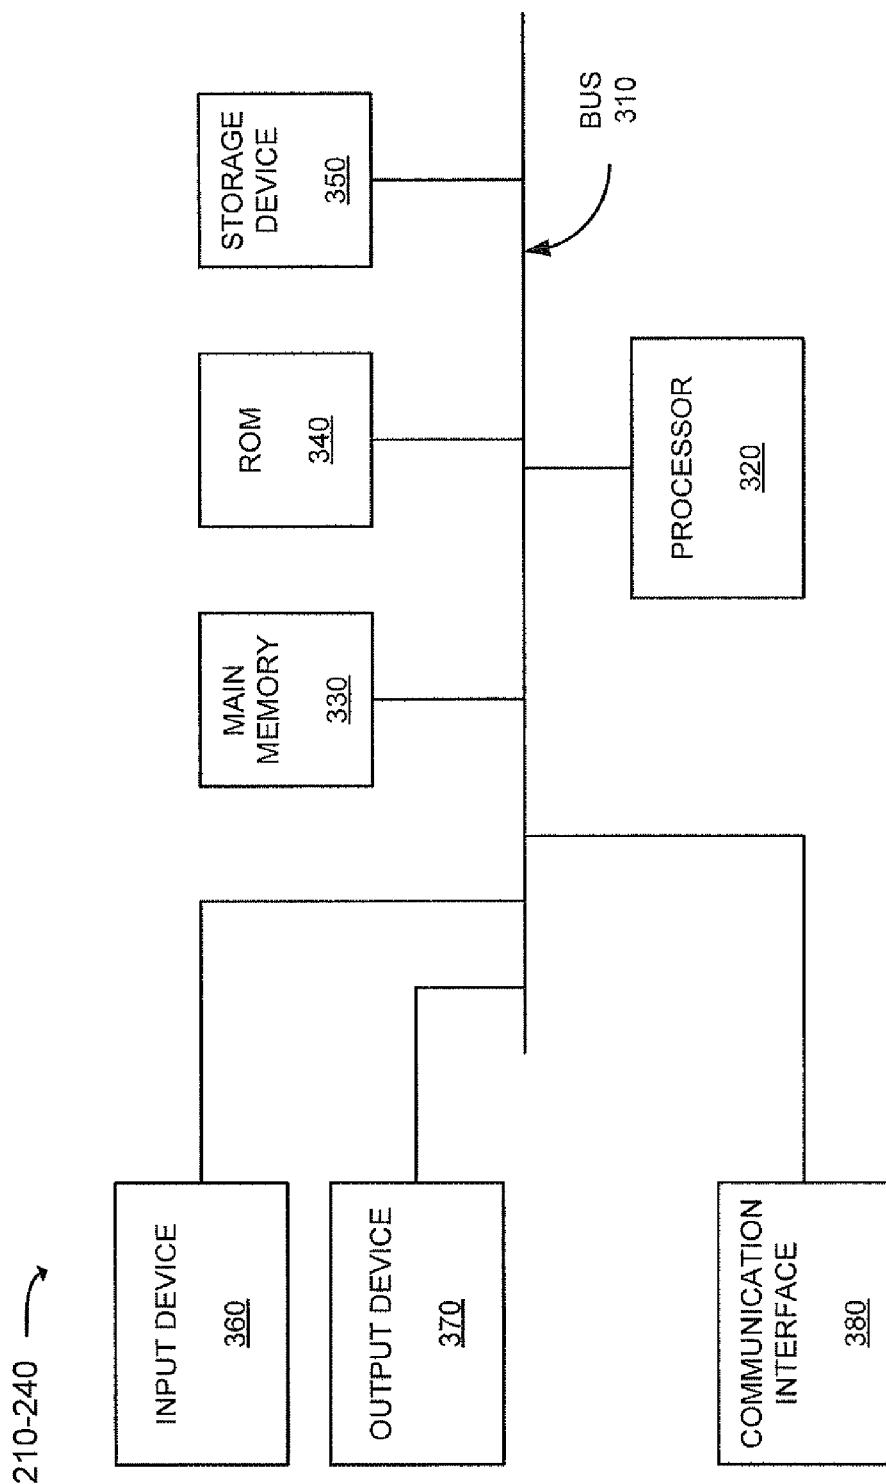 210-240
INPUT DEVICE
360
OUTPUT DEVICE
370
COMMUNICATION
INTERFACE
380
MAIN
MEMORY
330
ROM
340
STORAGE
DEVICE
350
PROCESSOR
320
BUS
310